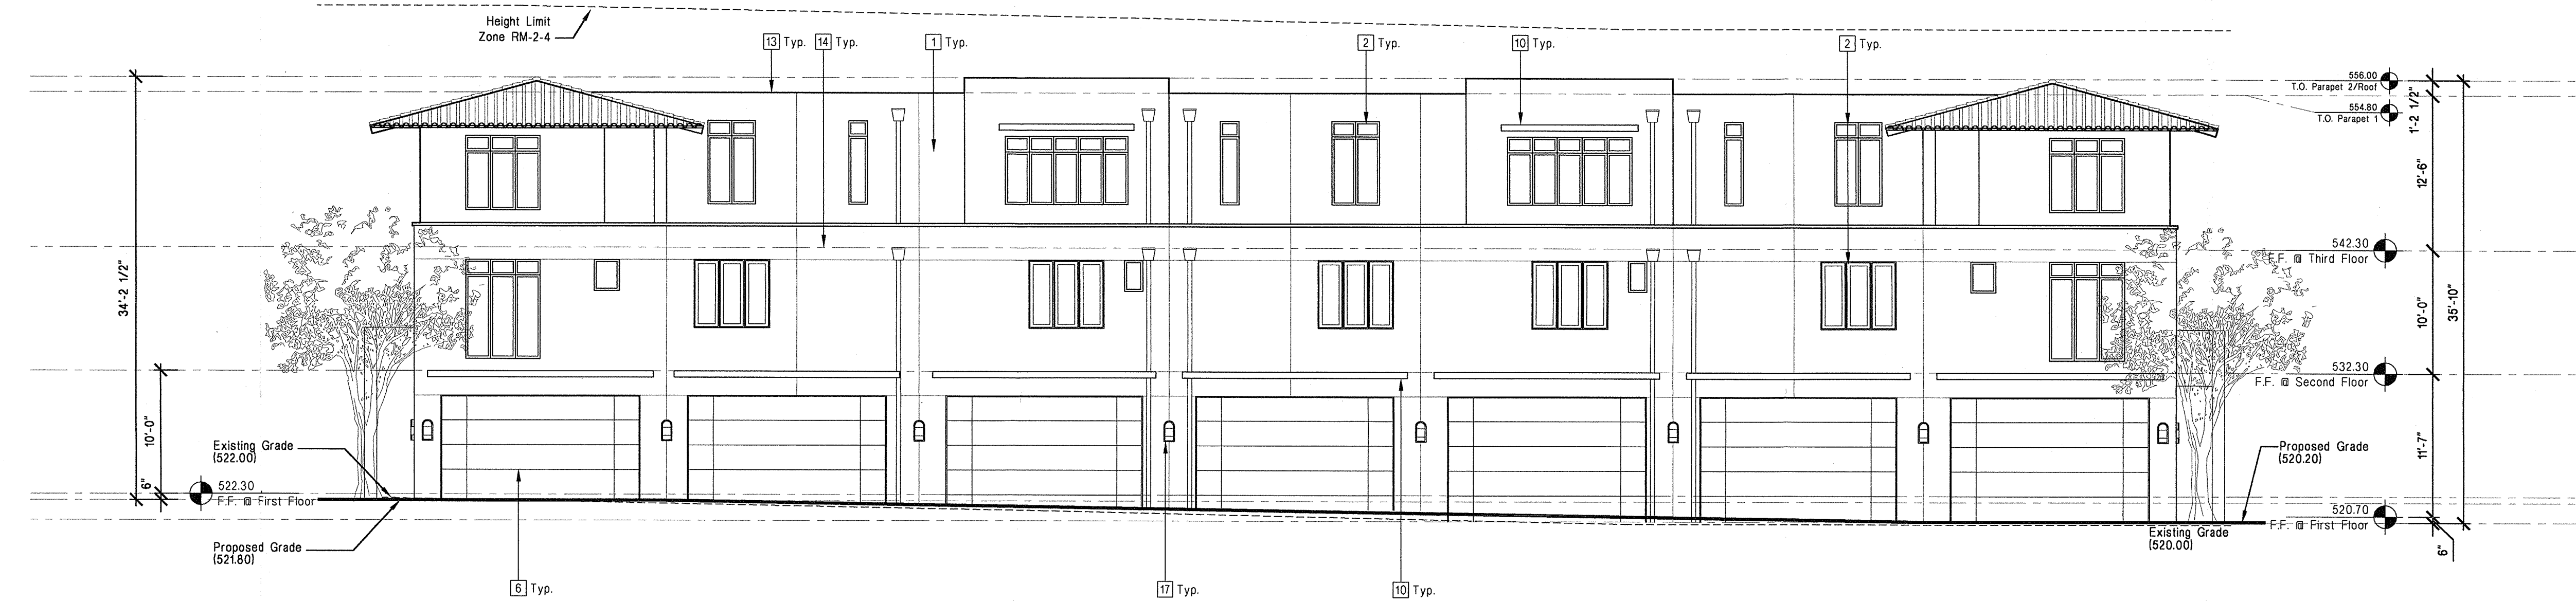 Height Limit
Zone RM-2-4
13 Typ.
14 Typ.
1 Typ.
2 Typ.
10 Typ.
2 Typ.
556.00
T.O. Parapet 2/Roof
554.80
T.O. Parapet 1
1'-2 1/2"
12'-6"
542.30
F.F. @ Third Floor
10'-0"
35'-10"
532.30
F.F. @ Second Floor
11'-7"
34'-2 1/2"
10'-0"
6"
Existing Grade
(522.00)
522.30
F.F. @ First Floor
Proposed Grade
(521.80)
Proposed Grade
(520.20)
520.70
F.F. @ First Floor
Existing Grade
(520.00)
6"
6 Typ.
17 Typ.
10 Typ.